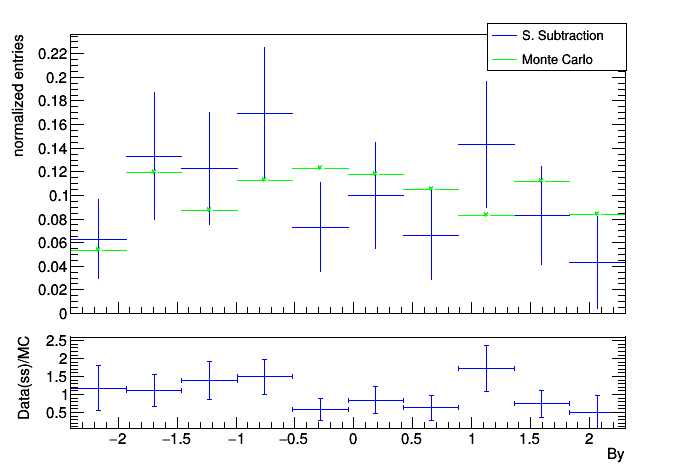 S. Subtraction
Monte Carlo
normalized entries
0.22
0.2
0.18
0.16
0.14
0.12
0.1
0.08
0.06
0.04
0.02
0
Data(ss)/MC
2.5
2
1.5
1
0.5
−2 −1.5 −1 −0.5 0 0.5 1 1.5 2
By